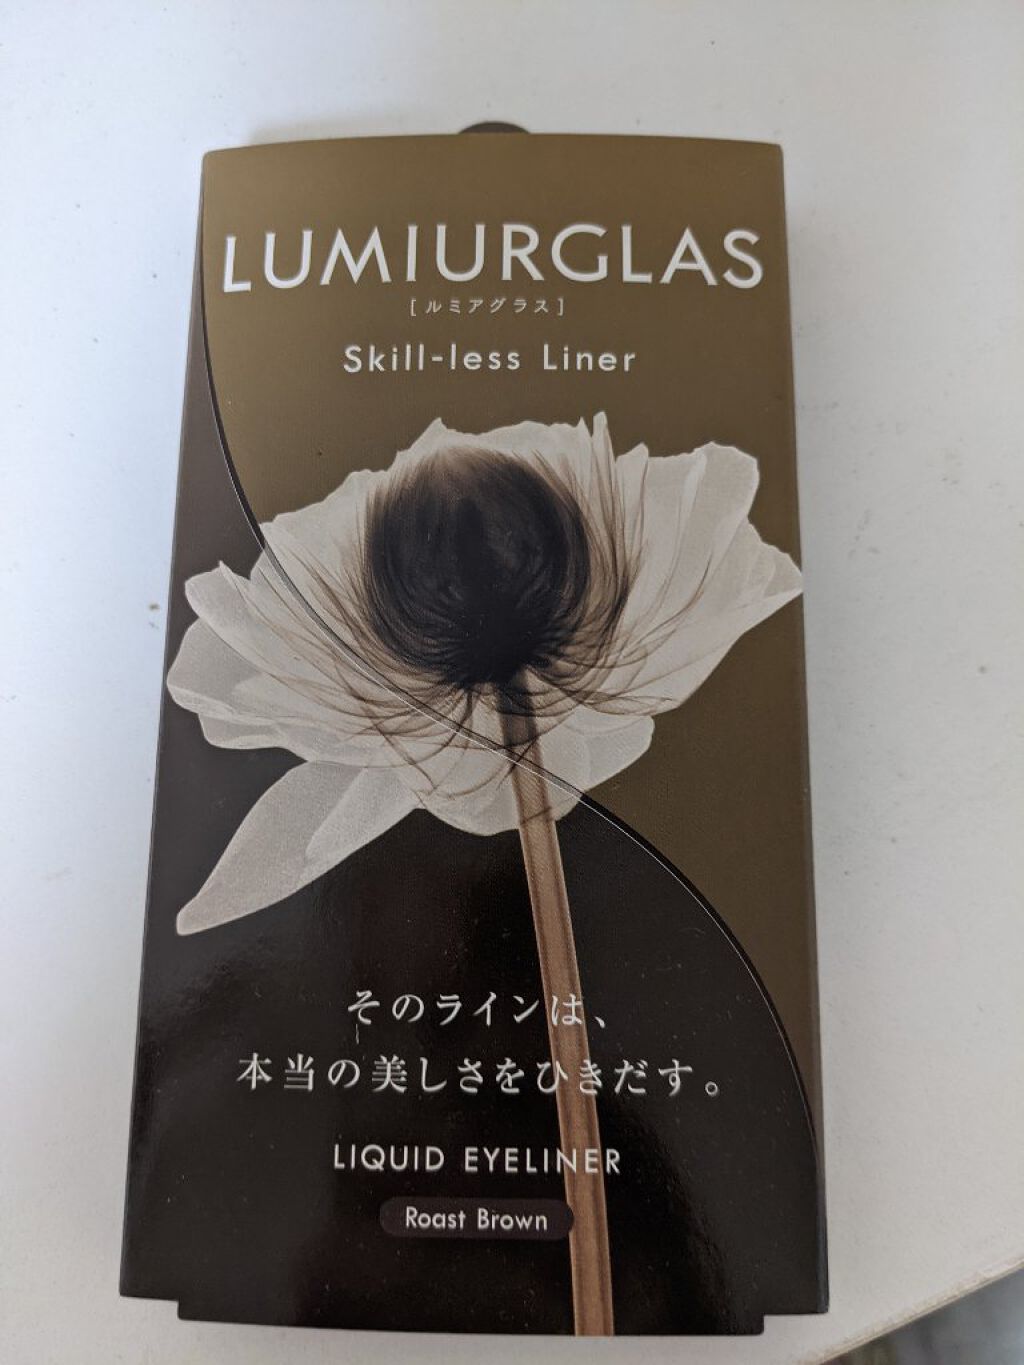 LUMIURGLAS
[ルミアグラス]
Skill-less Liner
そのラインは、
本当の美しさをひきだす。
LIQUID EYELINER
Roast Brown